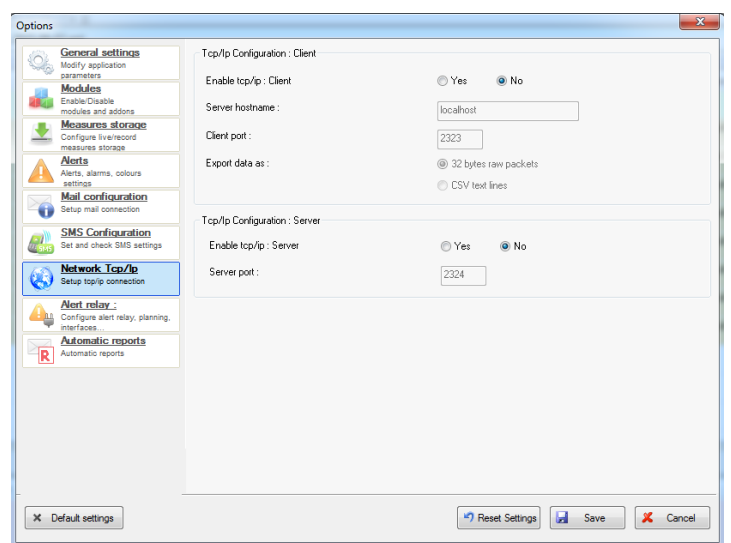 Options
General settings
Modify application
parameters
Modules
Enable/Disable
modules and addons
Measures storage
Configure live/record
measures storage
Alerts
Alerts, alarms, colours
settings
Mail configuration
Setup mail connection
SMS Configuration
Set and check SMS settings
Network Tcp/Ip
Setup tcp/ip connection
Alert relay :
Configure alert relay, planning,
interfaces...
Automatic reports
Automatic reports
Tcp/Ip Configuration : Client
Enable tcp/ip : Client Yes No
Server hostname : localhost
Client port : 2323
Export data as : 32 bytes raw packets
CSV text lines
Tcp/Ip Configuration : Server
Enable tcp/ip : Server Yes No
Server port : 2324
Default settings Reset Settings Save Cancel